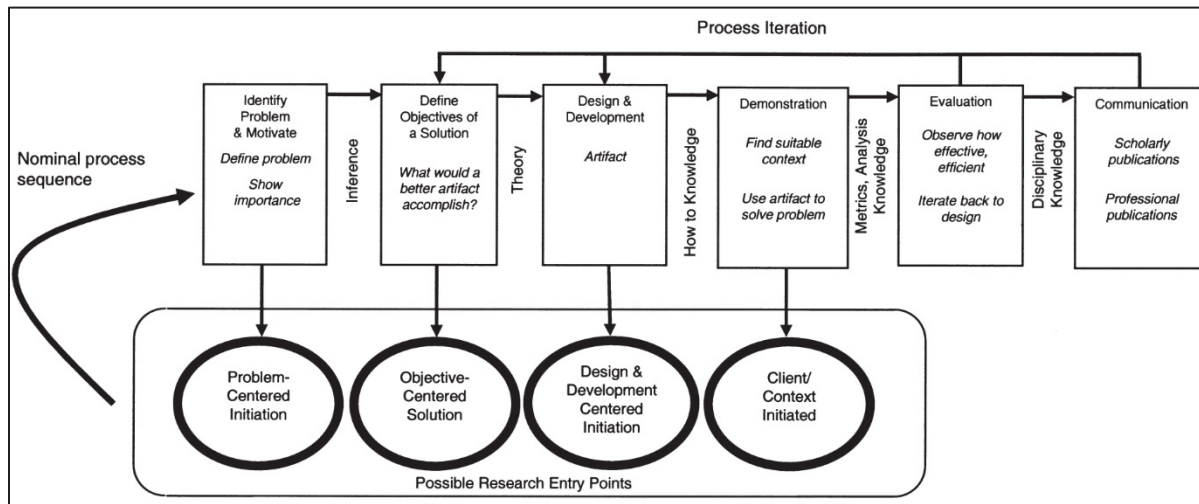 Process Iteration
Nominal process
sequence
Identify
Problem
& Motivate
Define problem
Show
importance
Inference
Define
Objectives of
a Solution
What would a
better artifact
accomplish?
Theory
Design &
Development
Artifact
How to Knowledge
Demonstration
Find suitable
context
Use artifact to
solve problem
Metrics, Analysis
Knowledge
Evaluation
Observe how
effective,
efficient
Iterate back to
design
Disciplinary
Knowledge
Communication
Scholarly
publications
Professional
publications
Problem-
Centered
Initiation
Objective-
Centered
Solution
Design &
Development
Centered
Initiation
Client/
Context
Initiated
Possible Research Entry Points